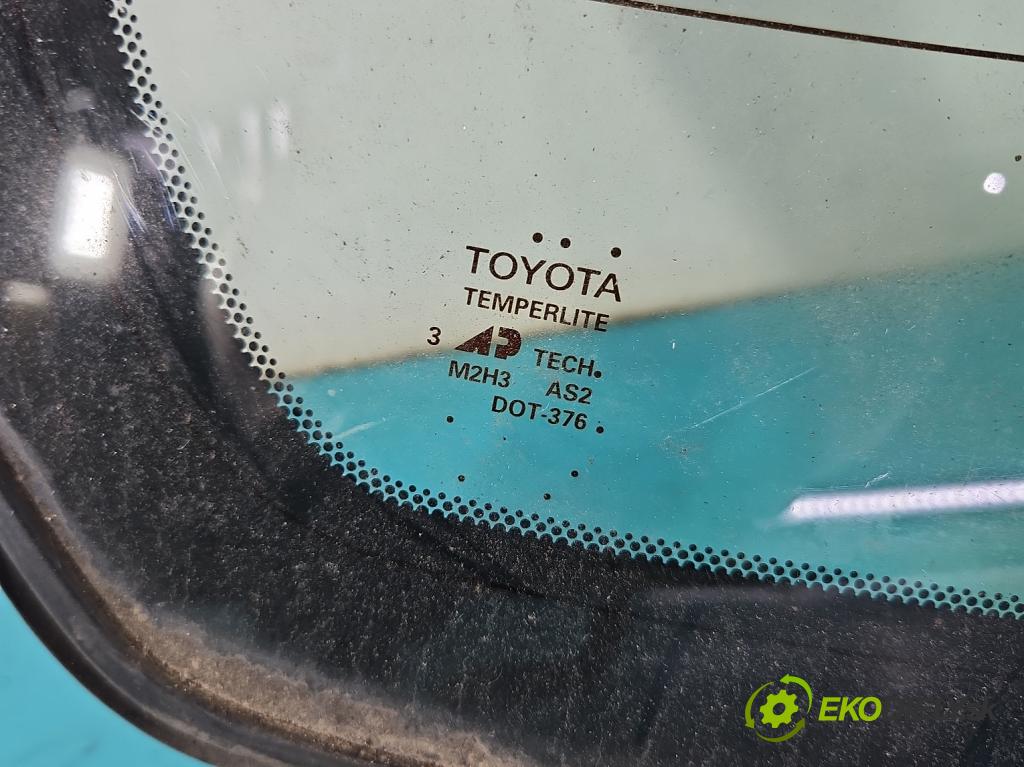 TOYOTA
TEMPERLITE
3 AP TECH.
M2H3 AS2
DOT-376
EKO